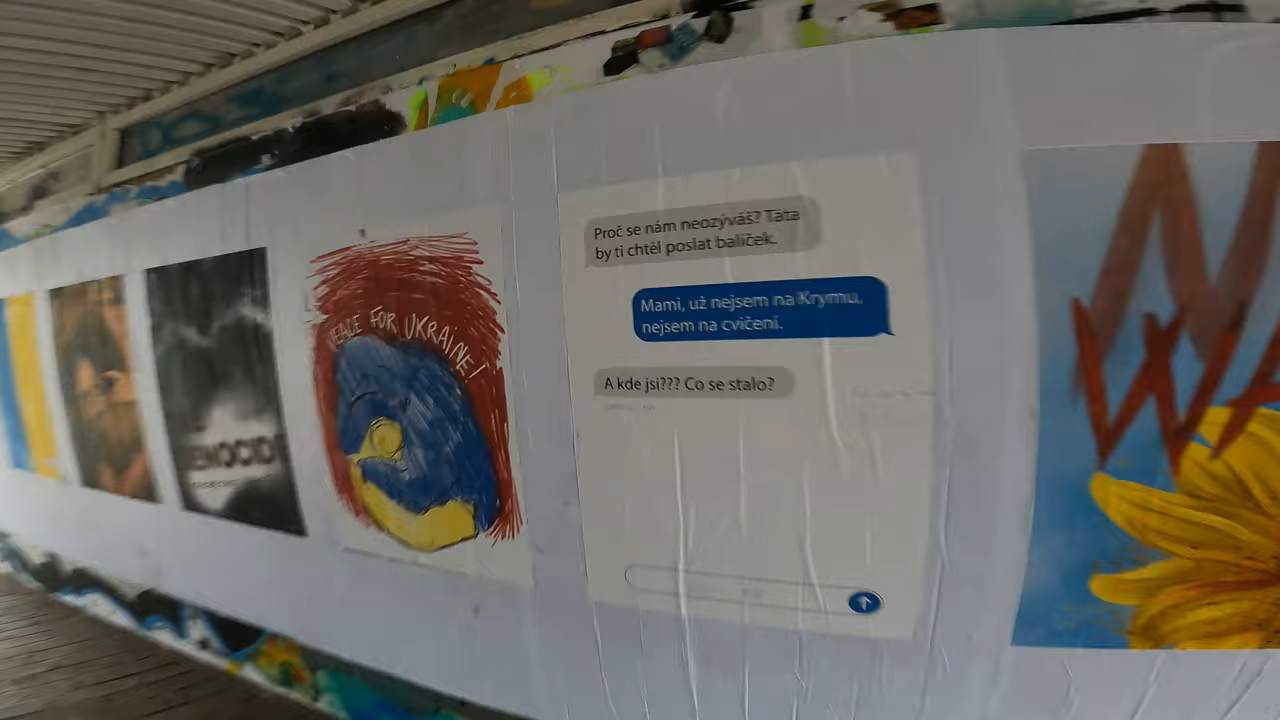 GENOCID
PEACE FOR UKRAINE!
Proč se nám neozýváš? Táta
by ti chtěl poslat balíček.
Mami, už nejsem na Krymu,
nejsem na cvičení.
A kde jsi??? Co se stalo?